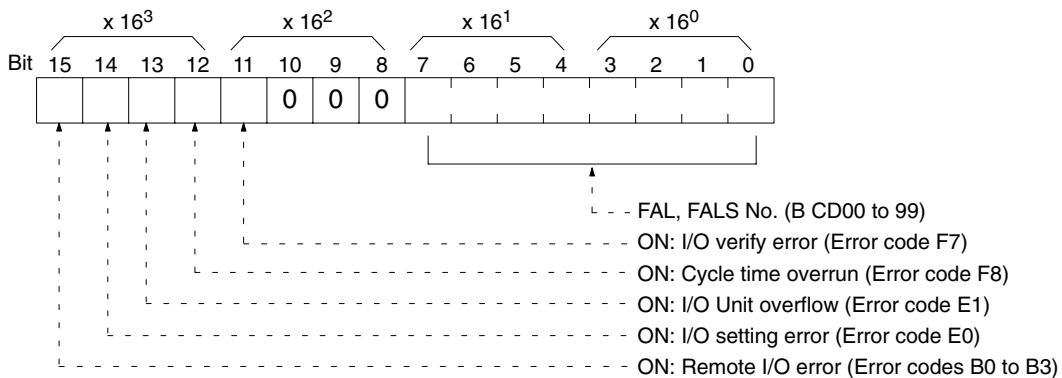 x 16³ x 16² x 16¹ x 16⁰
Bit 15 14 13 12 11 10 9 8 7 6 5 4 3 2 1 0
0 0 0
FAL, FALS No. (B CD00 to 99)
ON: I/O verify error (Error code F7)
ON: Cycle time overrun (Error code F8)
ON: I/O Unit overflow (Error code E1)
ON: I/O setting error (Error code E0)
ON: Remote I/O error (Error codes B0 to B3)